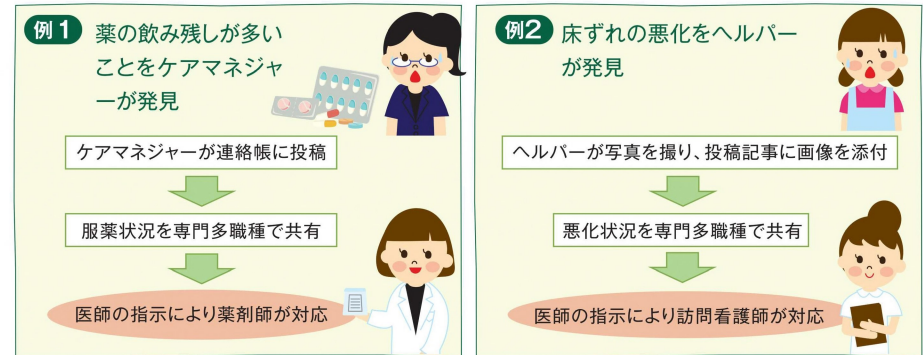 例1 薬の飲み残しが多い
ことをケアマネジャ
ーが発見
ケアマネジャーが連絡帳に投稿
服薬状況を専門多職種で共有
医師の指示により薬剤師が対応
例2 床ずれの悪化をヘルパー
が発見
ヘルパーが写真を撮り、投稿記事に画像を添付
悪化状況を専門多職種で共有
医師の指示により訪問看護師が対応